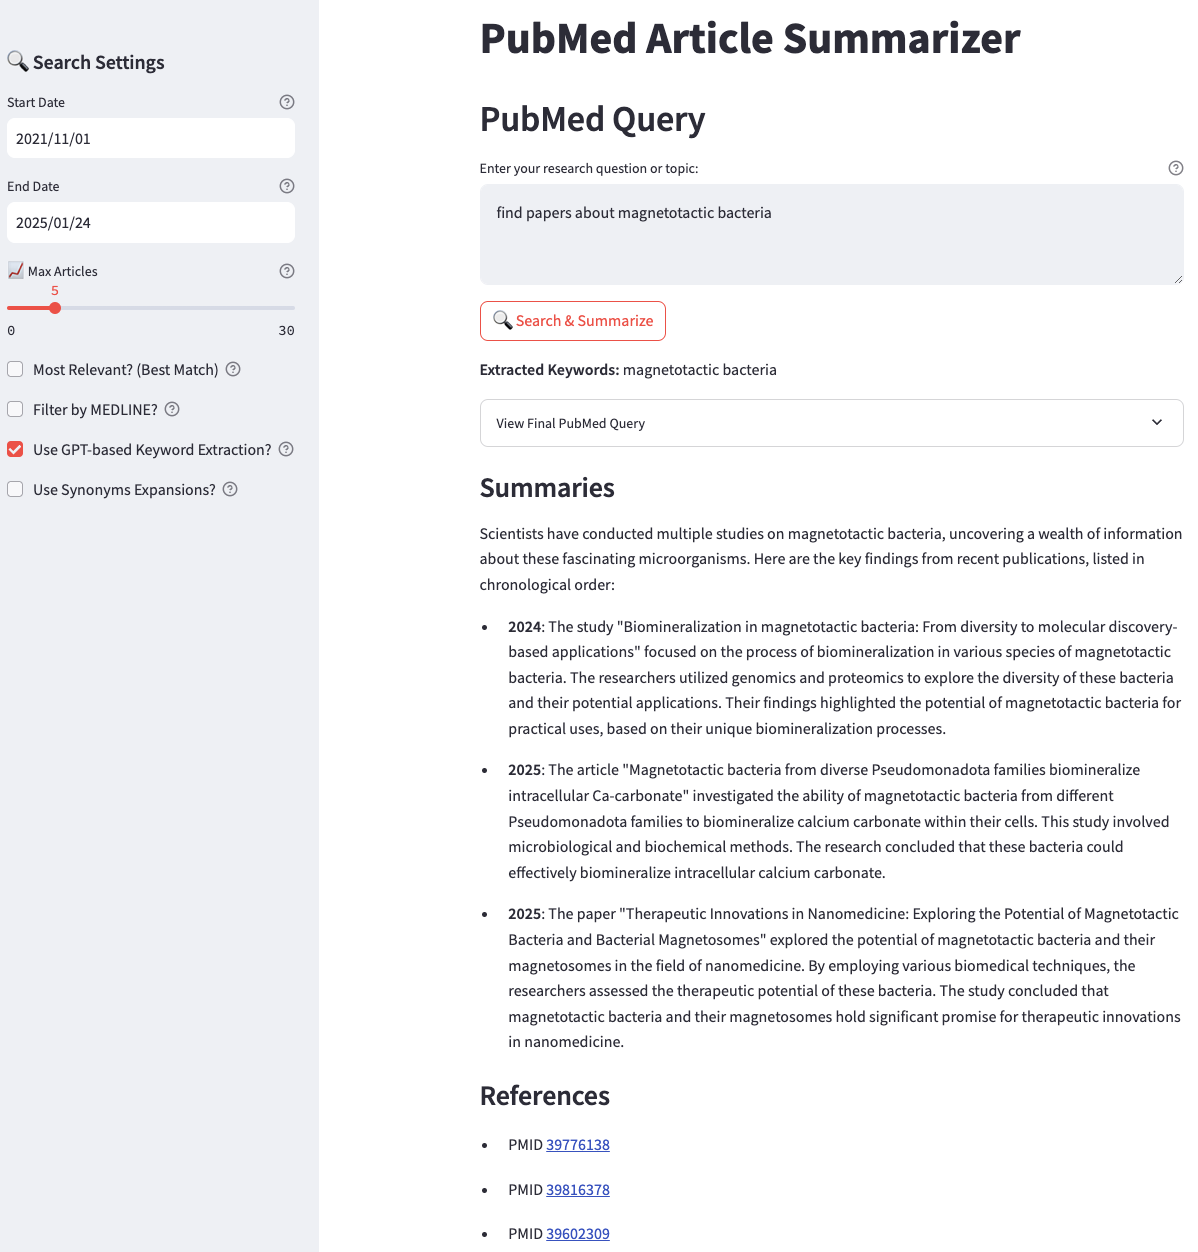 🔍 Search Settings
Start Date
2021/11/01
End Date
2025/01/24
📈 Max Articles
5
0 30
Most Relevant? (Best Match)
Filter by MEDLINE?
Use GPT-based Keyword Extraction?
Use Synonyms Expansions?
PubMed Article Summarizer
PubMed Query
Enter your research question or topic:
find papers about magnetotactic bacteria
🔍 Search & Summarize
Extracted Keywords: magnetotactic bacteria
View Final PubMed Query
Summaries
Scientists have conducted multiple studies on magnetotactic bacteria, uncovering a wealth of information
about these fascinating microorganisms. Here are the key findings from recent publications, listed in
chronological order:
• 2024: The study "Biomineralization in magnetotactic bacteria: From diversity to molecular discovery-
based applications" focused on the process of biomineralization in various species of magnetotactic
bacteria. The researchers utilized genomics and proteomics to explore the diversity of these bacteria
and their potential applications. Their findings highlighted the potential of magnetotactic bacteria for
practical uses, based on their unique biomineralization processes.
• 2025: The article "Magnetotactic bacteria from diverse Pseudomonadota families biomineralize
intracellular Ca-carbonate" investigated the ability of magnetotactic bacteria from different
Pseudomonadota families to biomineralize calcium carbonate within their cells. This study involved
microbiological and biochemical methods. The research concluded that these bacteria could
effectively biomineralize intracellular calcium carbonate.
• 2025: The paper "Therapeutic Innovations in Nanomedicine: Exploring the Potential of Magnetotactic
Bacteria and Bacterial Magnetosomes" explored the potential of magnetotactic bacteria and their
magnetosomes in the field of nanomedicine. By employing various biomedical techniques, the
researchers assessed the therapeutic potential of these bacteria. The study concluded that
magnetotactic bacteria and their magnetosomes hold significant promise for therapeutic innovations
in nanomedicine.
References
• PMID 39776138
• PMID 39816378
• PMID 39602309